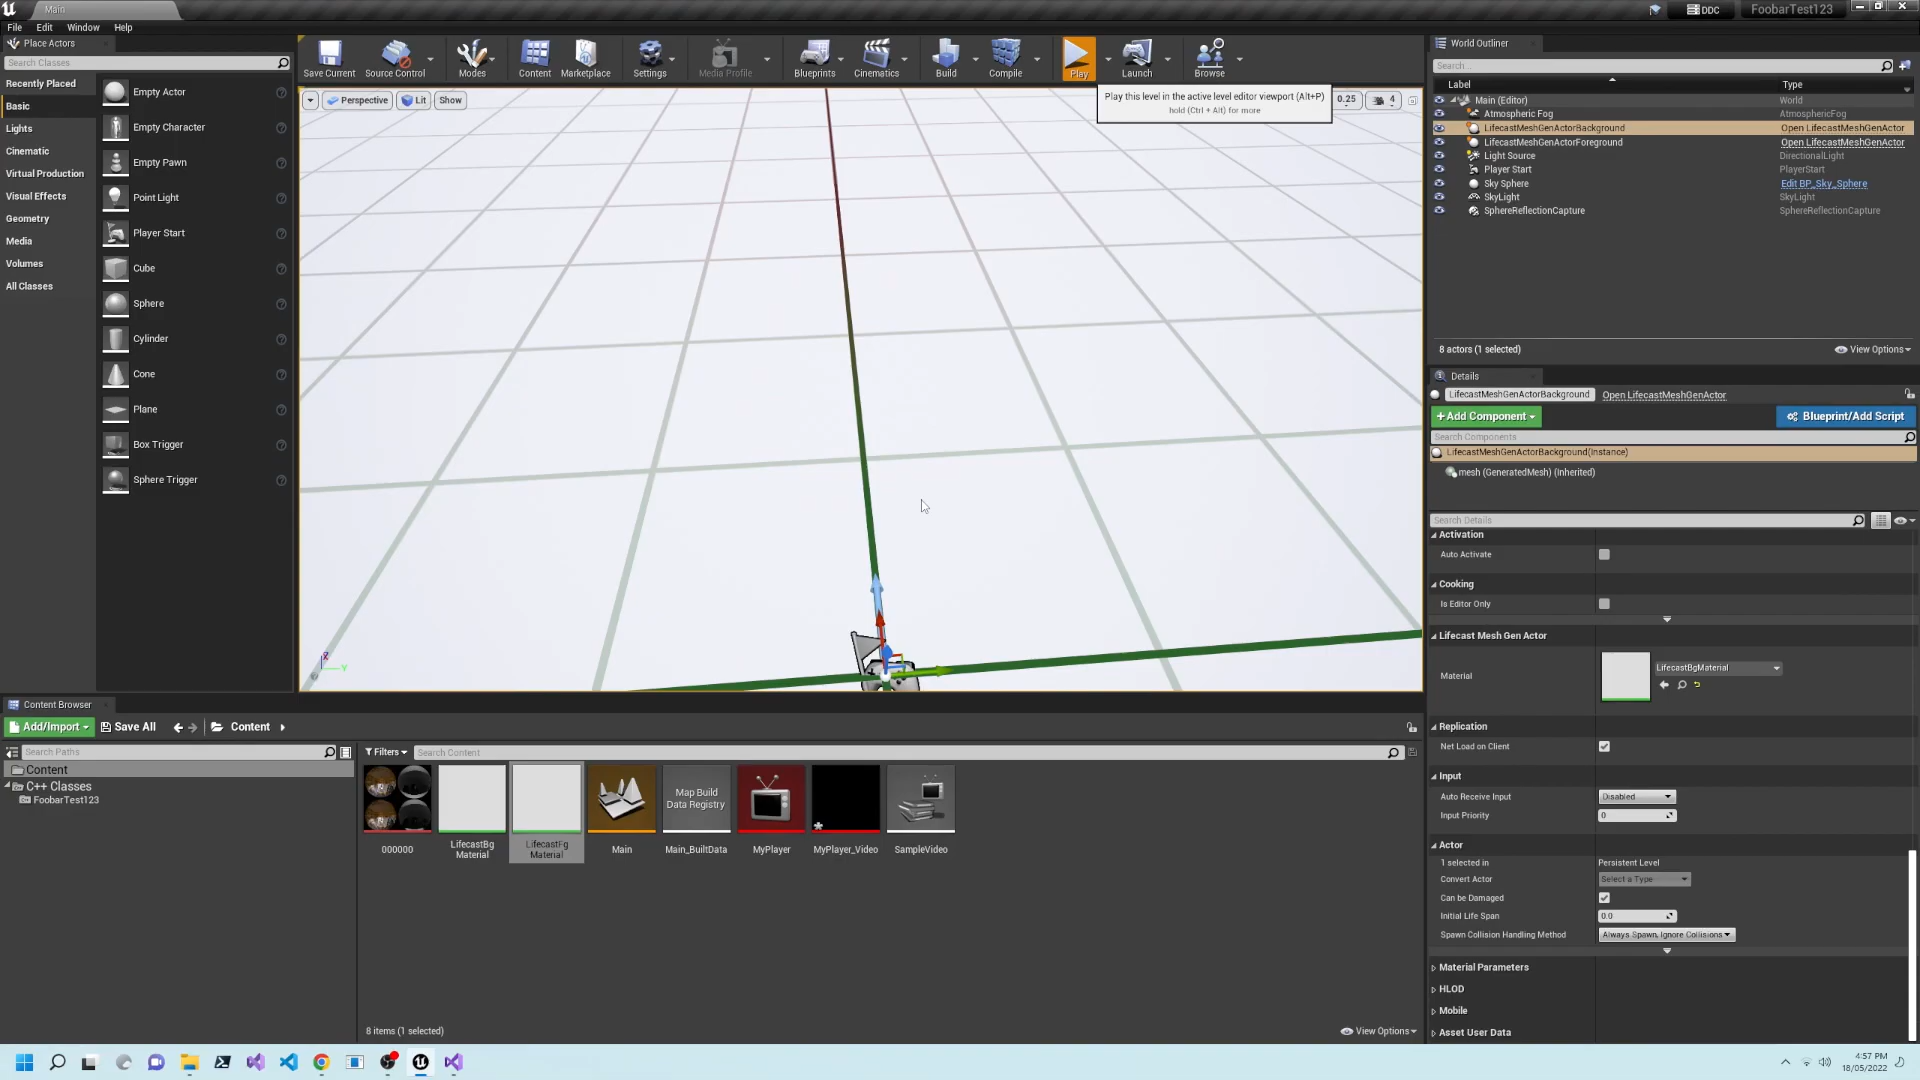 Main
DDC
FoobarTest123
File Edit Window Help
Place Actors
Search Classes
Recently Placed
Basic
Lights
Cinematic
Virtual Production
Visual Effects
Geometry
Media
Volumes
All Classes
Empty Actor
Empty Character
Empty Pawn
Point Light
Player Start
Cube
Sphere
Cylinder
Cone
Plane
Box Trigger
Sphere Trigger
Save Current Source Control Modes Content Marketplace Settings Media Profile Blueprints Cinematics Build Compile Play Launch Browse
Perspective Lit Show
Play this level in the active level editor viewport (Alt+P)
hold (Ctrl + Alt) for more
0.25 4
Z
Y
World Outliner
Search...
Label Type
Main (Editor) World
Atmospheric Fog AtmosphericFog
LifecastMeshGenActorBackground Open LifecastMeshGenActor
LifecastMeshGenActorForeground Open LifecastMeshGenActor
Light Source DirectionalLight
Player Start PlayerStart
Sky Sphere Edit BP_Sky_Sphere
SkyLight SkyLight
SphereReflectionCapture SphereReflectionCapture
8 actors (1 selected) View Options
Details
LifecastMeshGenActorBackground Open LifecastMeshGenActor
+Add Component Blueprint/Add Script
Search Components
LifecastMeshGenActorBackground(Instance)
mesh (GeneratedMesh) (Inherited)
Search Details
Activation
Auto Activate
Cooking
Is Editor Only
Lifecast Mesh Gen Actor
Material LifecastBgMaterial
Replication
Net Load on Client
Input
Auto Receive Input Disabled
Input Priority 0
Actor
1 selected in Persistent Level
Convert Actor Select a Type
Can be Damaged
Initial Life Span 0.0
Spawn Collision Handling Method Always Spawn, Ignore Collisions
Material Parameters
HLOD
Mobile
Asset User Data
Content Browser
Add/Import Save All Content
Search Paths
Content
C++ Classes
FoobarTest123
Filters Search Content
Map Build
Data Registry
000000
LifecastBg
Material
LifecastFg
Material
Main
Main_BuiltData
MyPlayer
MyPlayer_Video
SampleVideo
8 items (1 selected) View Options
4:57 PM
18/05/2022